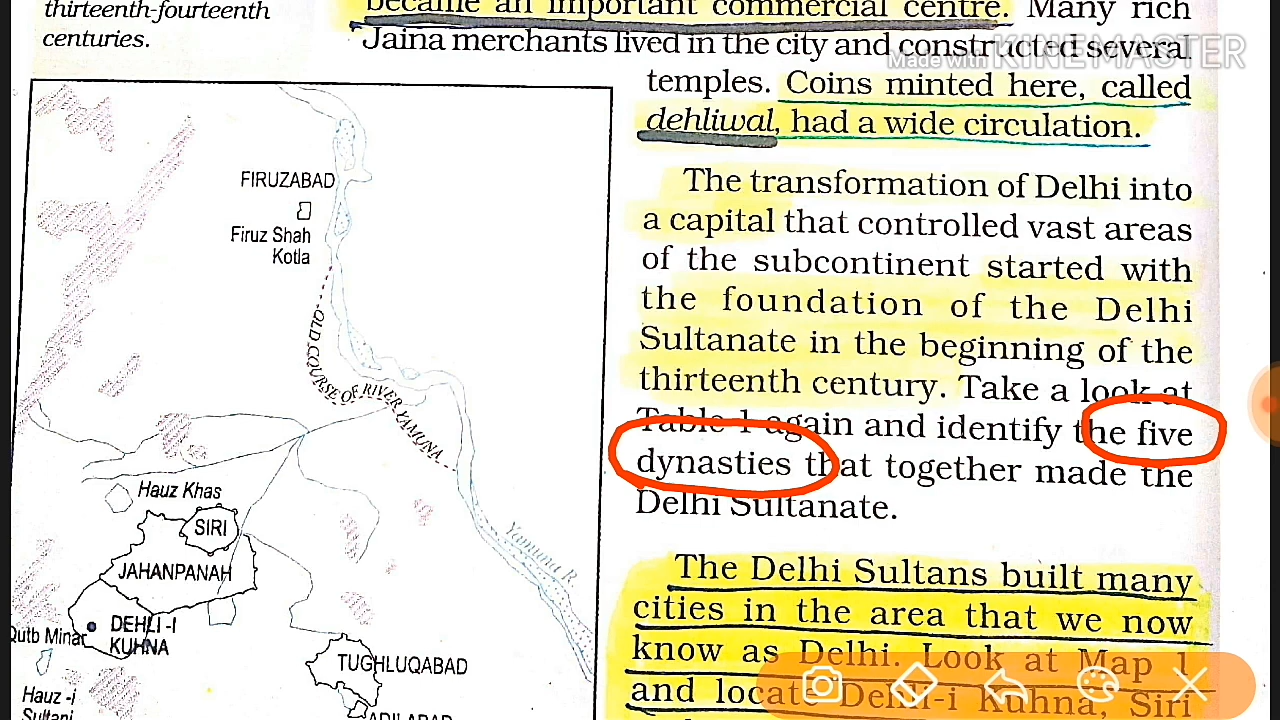 thirteenth-fourteenth
centuries.
became an important commercial centre. Many rich
Jaina merchants lived in the city and constructed several
Made with KINEMASTER
temples. Coins minted here, called
dehliwal, had a wide circulation.
The transformation of Delhi into
a capital that controlled vast areas
of the subcontinent started with
the foundation of the Delhi
Sultanate in the beginning of the
thirteenth century. Take a look at
Table 1 again and identify the five
dynasties that together made the
Delhi Sultanate.
The Delhi Sultans built many
cities in the area that we now
know as Delhi. Look at Map 1
and locate Dehli-i Kuhna, Siri
FIRUZABAD
Firuz Shah
Kotla
OLD COURSE OF RIVER YAMUNA
Hauz Khas
SIRI
JAHANPANAH
DEHLI-I
KUHNA
Qutb Minar
TUGHLUQABAD
Hauz-i
Sultani
ADILABAD
Yamuna R.